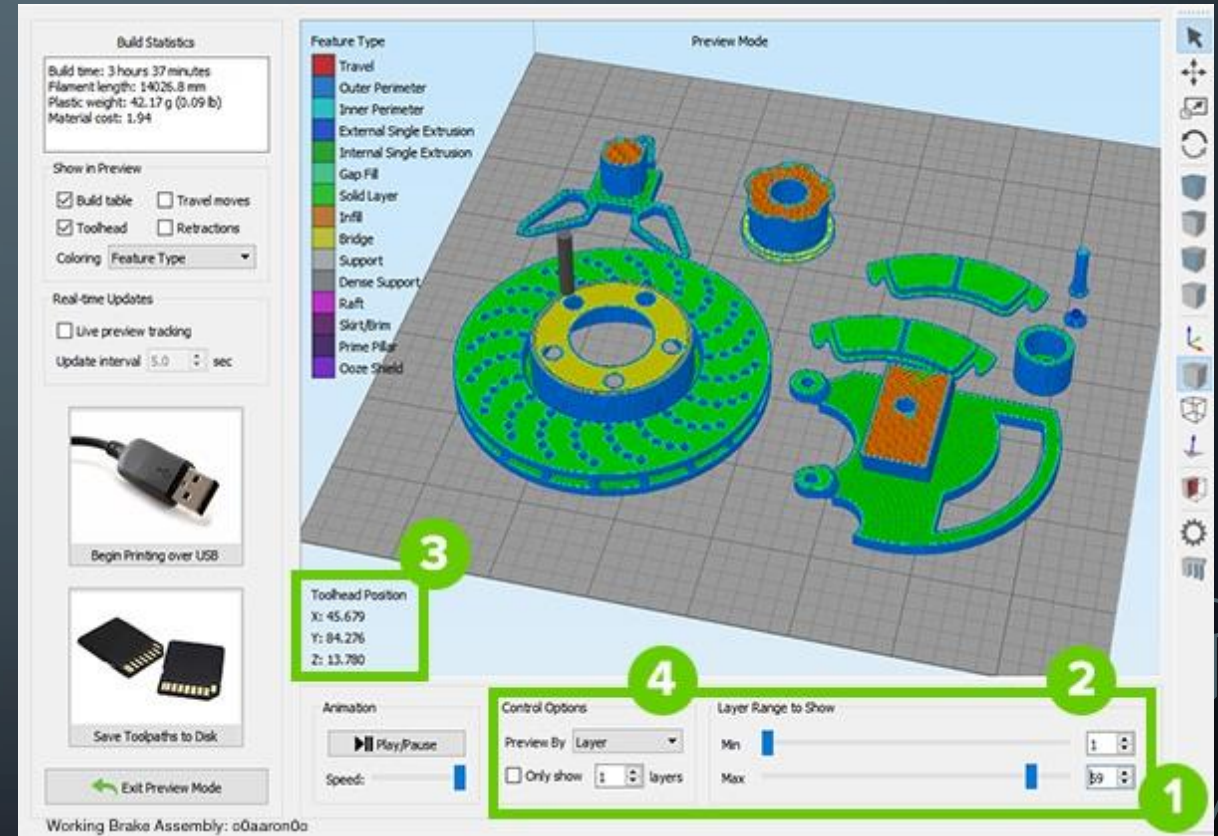 Build Statistics
Build time: 3 hours 37 minutes
Filament length: 14026.8 mm
Plastic weight: 42.17 g (0.09 lb)
Material cost: 1.94
Show in Preview
Build table
Travel moves
Toolhead
Retractions
Coloring Feature Type
Real-time Updates
Live preview tracking
Update interval 5.0 sec
Begin Printing over USB
Save Toolpaths to Disk
Exit Preview Mode
Working Brake Assembly: o0aaron0o
Feature Type
Travel
Outer Perimeter
Inner Perimeter
External Single Extrusion
Internal Single Extrusion
Gap Fill
Solid Layer
Infill
Bridge
Support
Dense Support
Raft
Skirt/Brim
Prime Pillar
Ooze Shield
Preview Mode
3
Toolhead Position
X: 45.679
Y: 84.276
Z: 13.780
Animation
Play/Pause
Speed:
4
Control Options
Preview By Layer
Only show 1 layers
2
Layer Range to Show
Min 1
Max 69
1